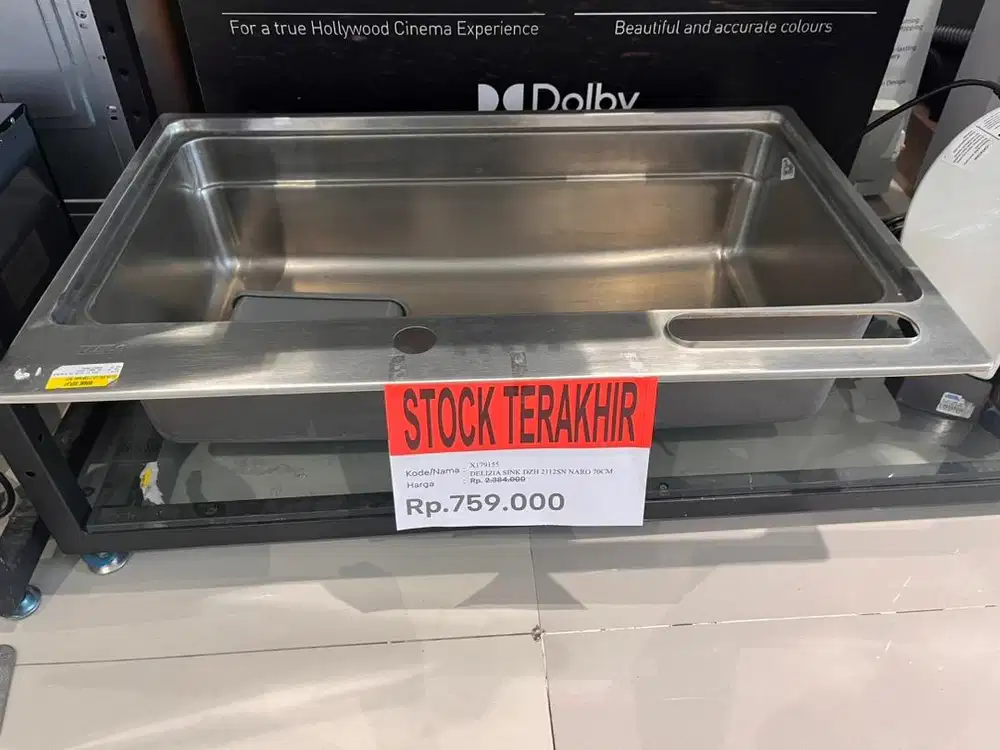 For a true Hollywood Cinema Experience
Beautiful and accurate colours
Dolby
STOCK TERAKHIR
Kode/Nama : X179155
DELIZIA SINK DZH 2112SN NARO 70CM
Harga : Rp. 2.384.000
Rp.759.000